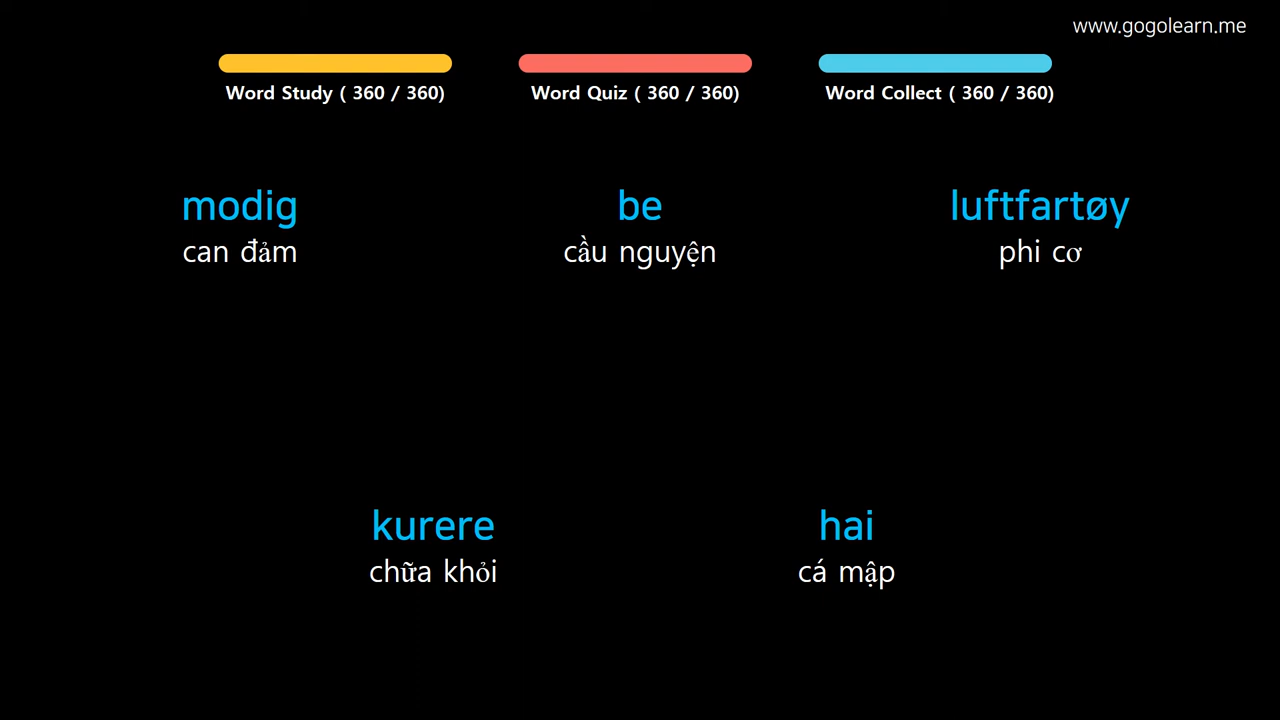 www.gogolearn.me
Word Study ( 360 / 360)
Word Quiz ( 360 / 360)
Word Collect ( 360 / 360)
modig
can đảm
be
cầu nguyện
luftfartøy
phi cơ
kurere
chữa khỏi
hai
cá mập